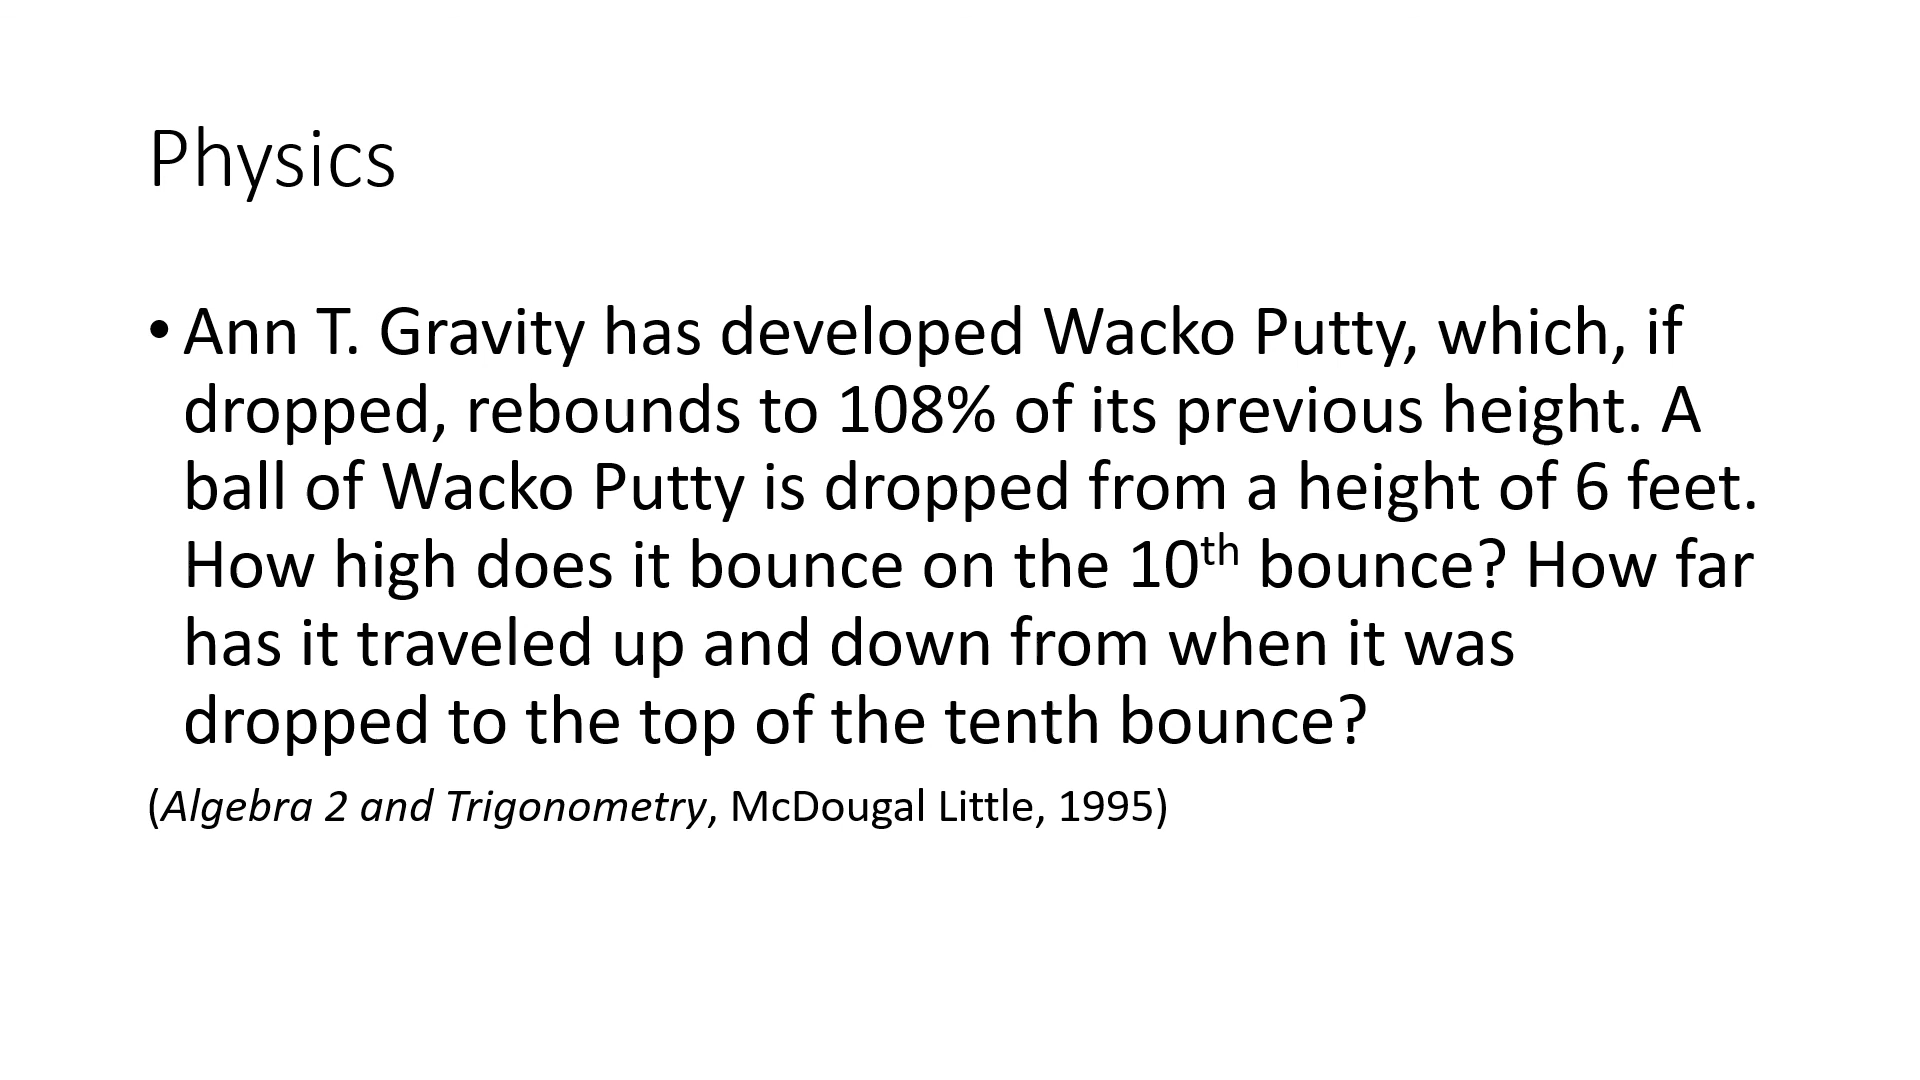 Physics
• Ann T. Gravity has developed Wacko Putty, which, if
dropped, rebounds to 108% of its previous height. A
ball of Wacko Putty is dropped from a height of 6 feet.
How high does it bounce on the 10th bounce? How far
has it traveled up and down from when it was
dropped to the top of the tenth bounce?
(Algebra 2 and Trigonometry, McDougal Little, 1995)